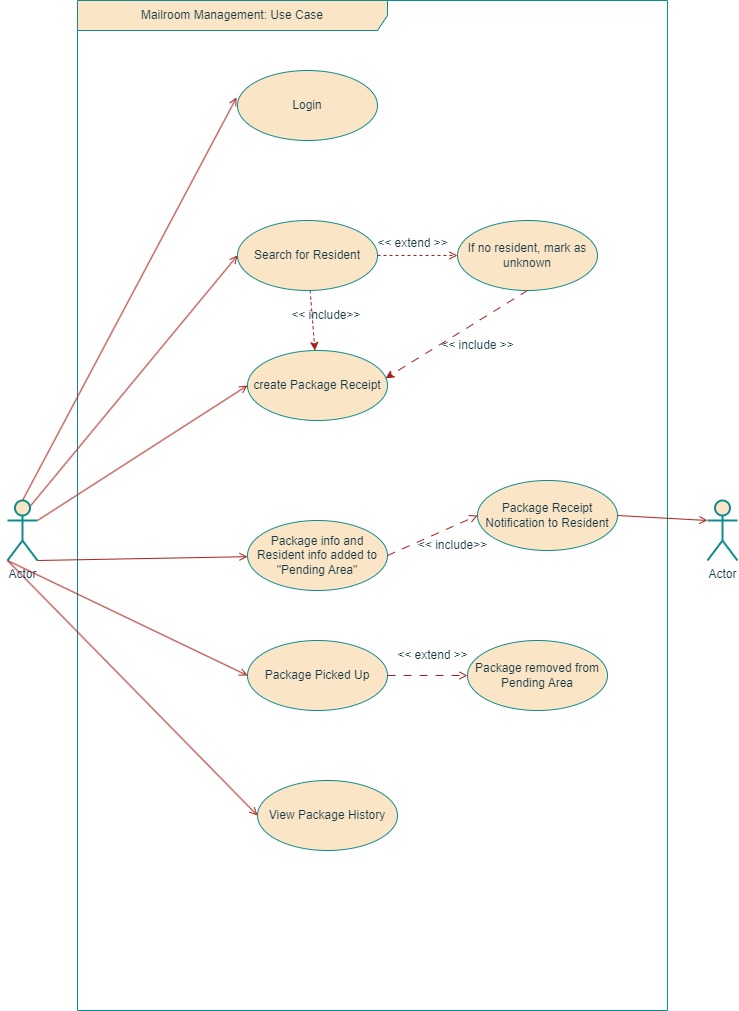 Mailroom Management: Use Case
Login
Search for Resident
<< extend >>
If no resident, mark as
unknown
<< include>>
<< include >>
create Package Receipt
Package Receipt
Notification to Resident
Package info and
Resident info added to
"Pending Area"
<< include>>
Actor
Actor
<< extend >>
Package Picked Up
Package removed from
Pending Area
View Package History